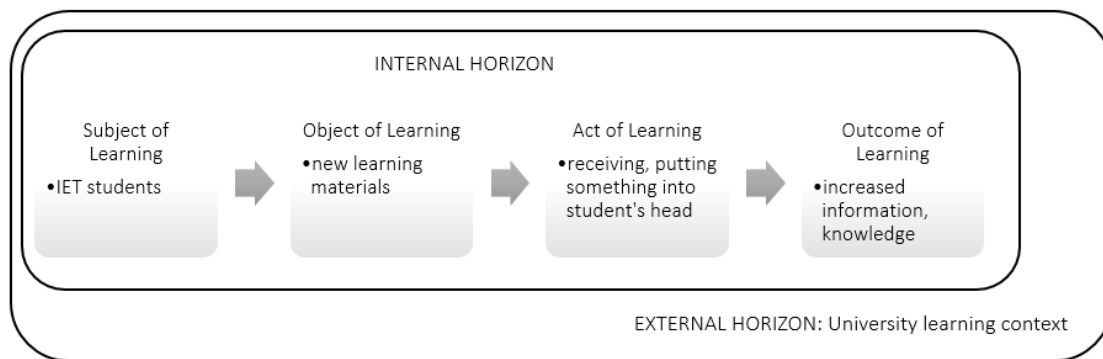 INTERNAL HORIZON
Subject of
Learning
•IET students
Object of Learning
•new learning
materials
Act of Learning
•receiving, putting
something into
student's head
Outcome of
Learning
•increased
information,
knowledge
EXTERNAL HORIZON: University learning context